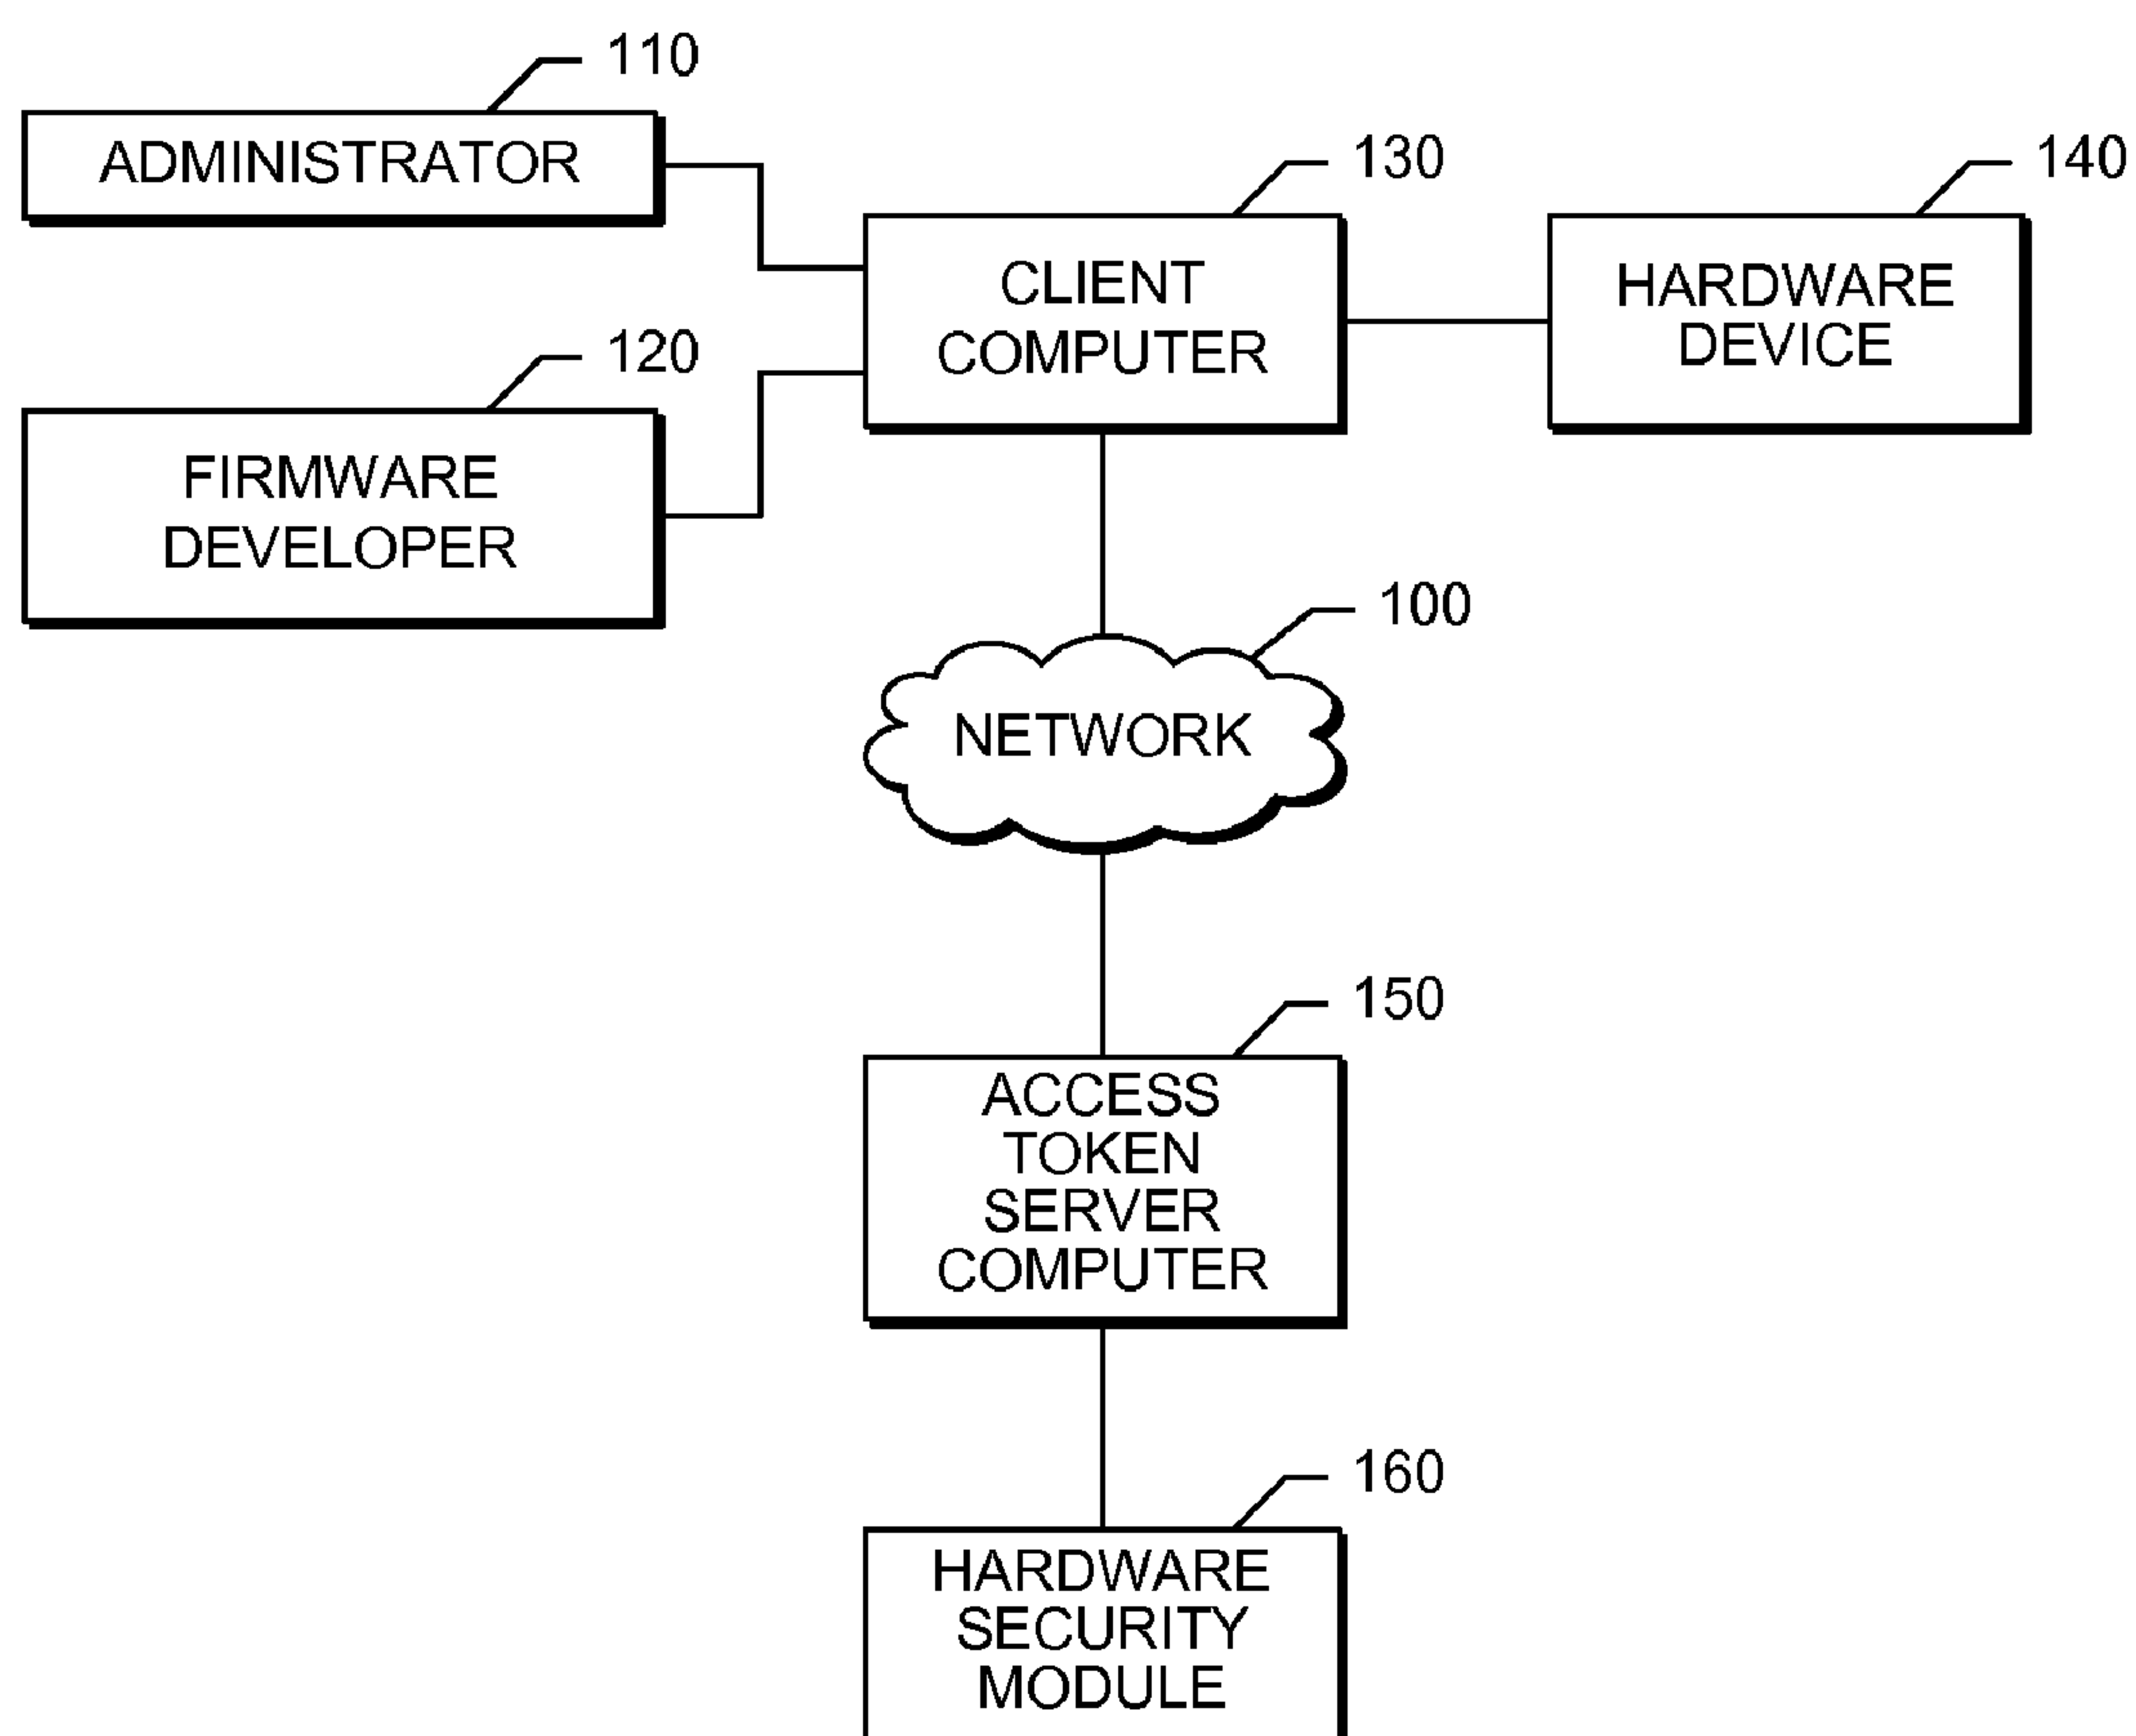 110
ADMINISTRATOR
130
140
CLIENT
COMPUTER
HARDWARE
DEVICE
120
FIRMWARE
DEVELOPER
100
NETWORK
150
ACCESS
TOKEN
SERVER
COMPUTER
160
HARDWARE
SECURITY
MODULE